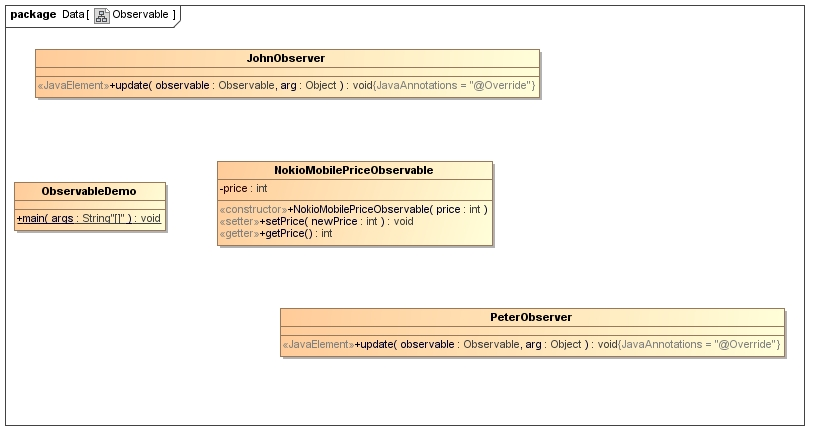 package Data [ Observable ]
JohnObserver
«JavaElement»+update( observable : Observable, arg : Object ) : void{JavaAnnotations = "@Override"}
NokioMobilePriceObservable
-price : int
«constructor»+NokioMobilePriceObservable( price : int )
«setter»+setPrice( newPrice : int ) : void
«getter»+getPrice() : int
ObservableDemo
+main( args : String"[]" ) : void
PeterObserver
«JavaElement»+update( observable : Observable, arg : Object ) : void{JavaAnnotations = "@Override"}